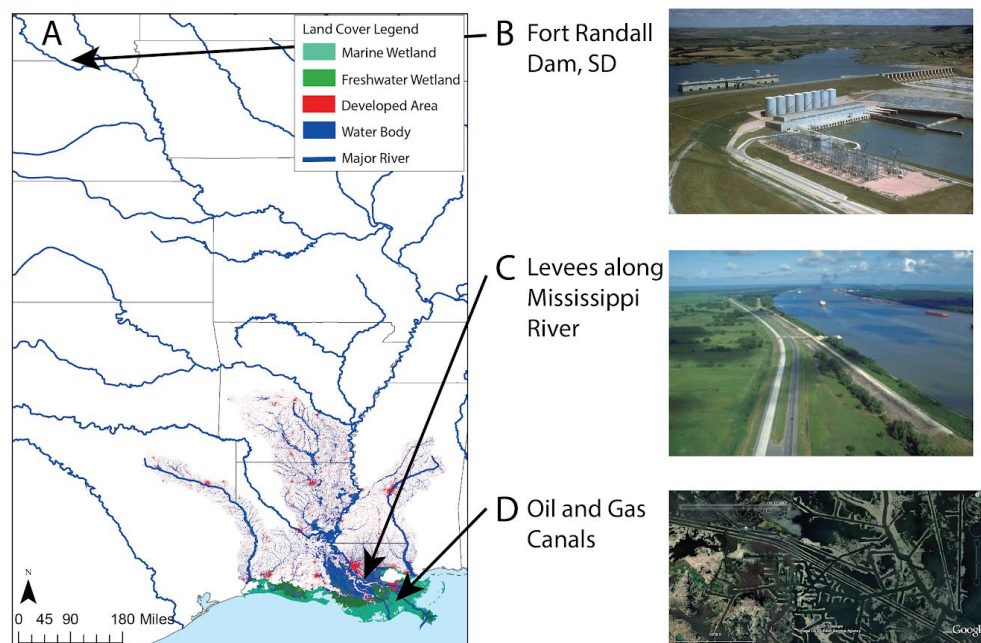 A
Land Cover Legend
Marine Wetland
Freshwater Wetland
Developed Area
Water Body
Major River
N
0 45 90 180 Miles
B Fort Randall
Dam, SD
C Levees along
Mississippi
River
D Oil and Gas
Canals
Google